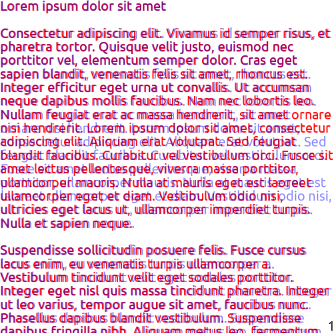 Lorem ipsum dolor sit amet
Consectetur adipiscing elit. Vivamus id semper risus, et
pharetra tortor. Quisque velit justo, euismod nec
porttitor vel, elementum semper dolor. Cras eget
sapien blandit, venenatis felis sit amet, rhoncus est.
Integer efficitur eget urna ut convallis. Ut accumsan
neque dapibus mollis faucibus. Nam nec lobortis leo.
Nullam feugiat erat ac massa hendrerit, sit amet ornare
nisi hendrerit. Lorem ipsum dolor sit amet, consectetur
adipiscing elit. Aliquam erat volutpat. Sed feugiat
blandit faucibus. Curabitur vel vestibulum orci. Fusce sit
amet lectus pellentesque, viverra massa porttitor,
ullamcorper mauris. Nulla at mauris eget est laoreet
ullamcorper eget et diam. Vestibulum odio nisi,
ultricies eget lacus ut, ullamcorper imperdiet turpis.
Nulla et sapien neque.
Suspendisse sollicitudin posuere felis. Fusce cursus
lacus enim, eu venenatis turpis ullamcorper a.
Vestibulum tincidunt velit eget sodales porttitor.
Integer eget nisl quis massa tincidunt pharetra. Integer
ut leo varius, tempor augue sit amet, faucibus nunc.
Phasellus dapibus blandit vestibulum. Suspendisse
dapibus fringilla nibh. Aliquam metus leo, fermentum